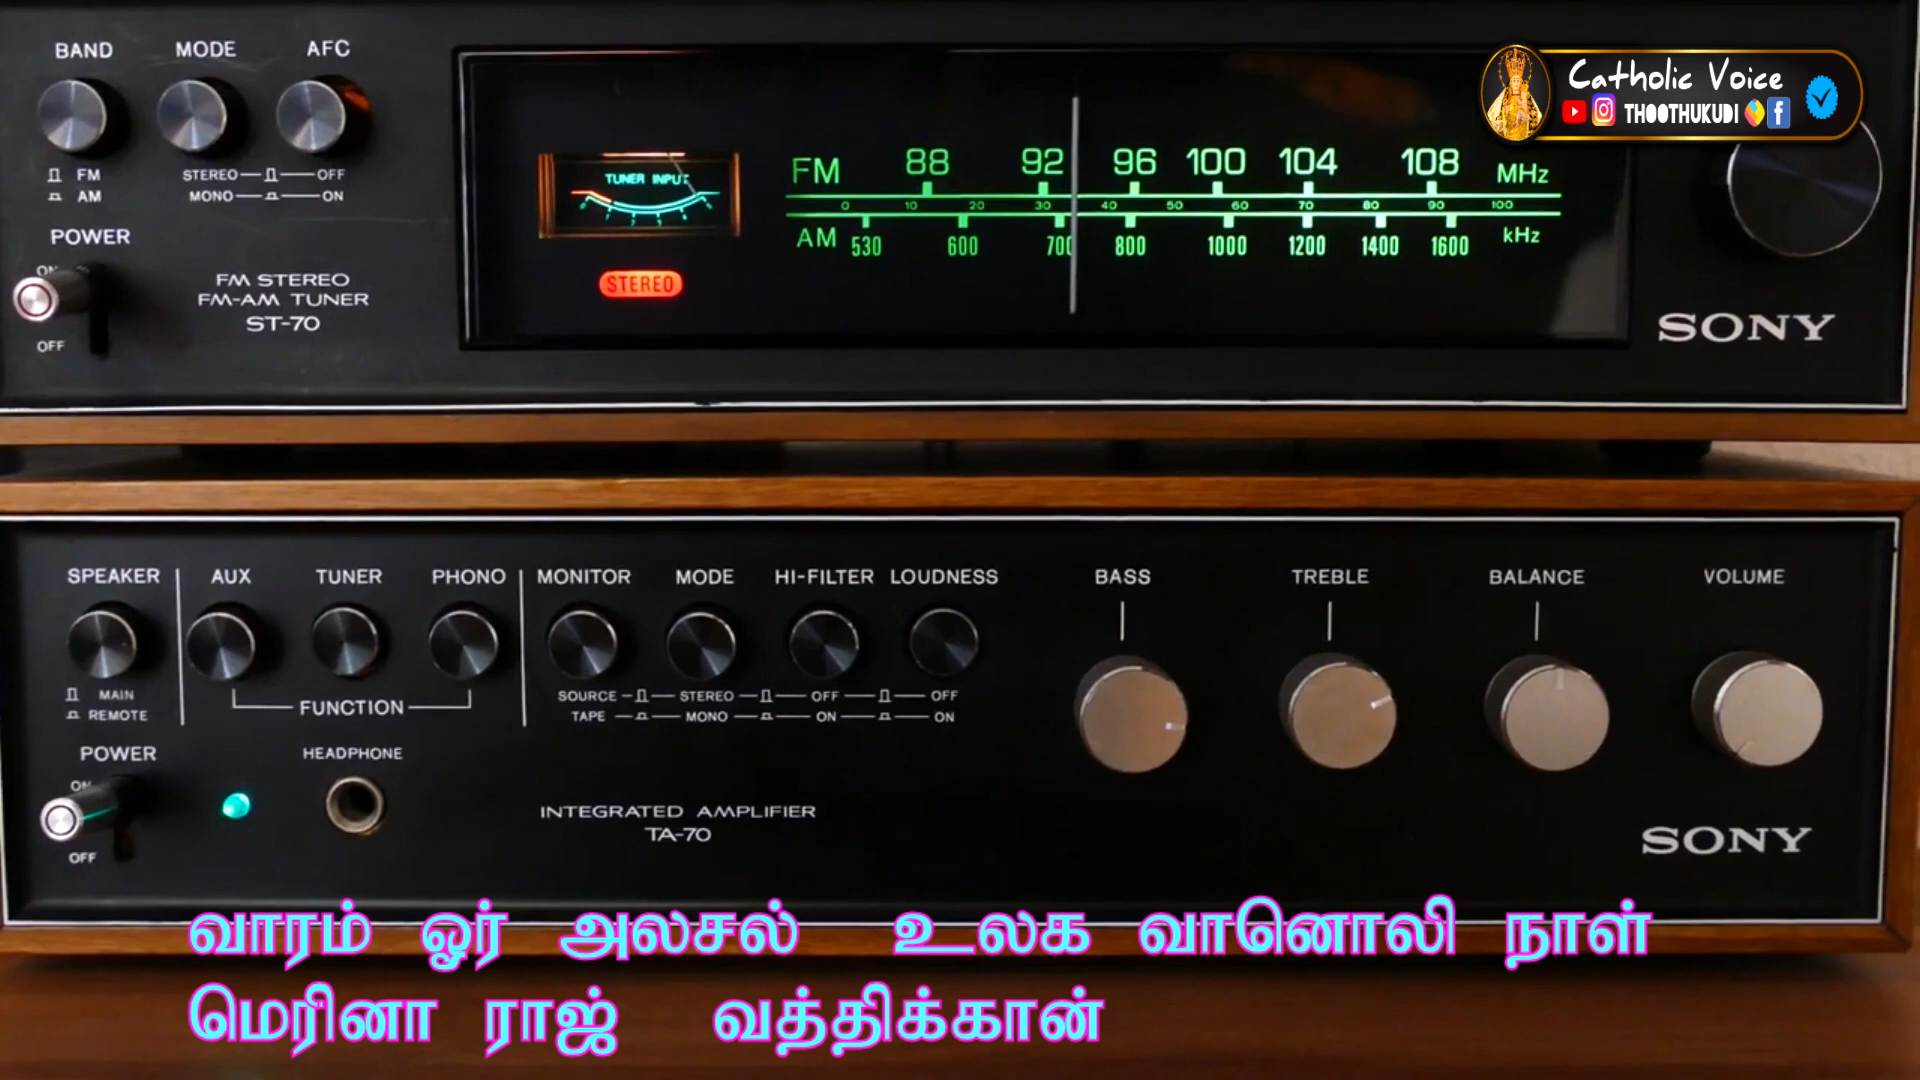 BAND MODE AFC
Catholic Voice
THOOTHUKUDI
FM 88 92 96 100 104 108 MHz
TUNER INPUT
FM STEREO OFF
AM MONO ON
0 10 20 30 40 50 60 70 80 90 100
AM 530 600 700 800 1000 1200 1400 1600 kHz
POWER
ON
STEREO
FM STEREO
FM-AM TUNER
ST-70
OFF
SONY
SPEAKER AUX TUNER PHONO MONITOR MODE HI-FILTER LOUDNESS BASS TREBLE BALANCE VOLUME
MAIN SOURCE STEREO OFF OFF
REMOTE FUNCTION TAPE MONO ON ON
POWER HEADPHONE
ON
INTEGRATED AMPLIFIER
TA-70
OFF
SONY
வாரம் ஓர் அலசல் உலக வானொலி நாள்
மெரினா ராஜ் வத்திக்கான்